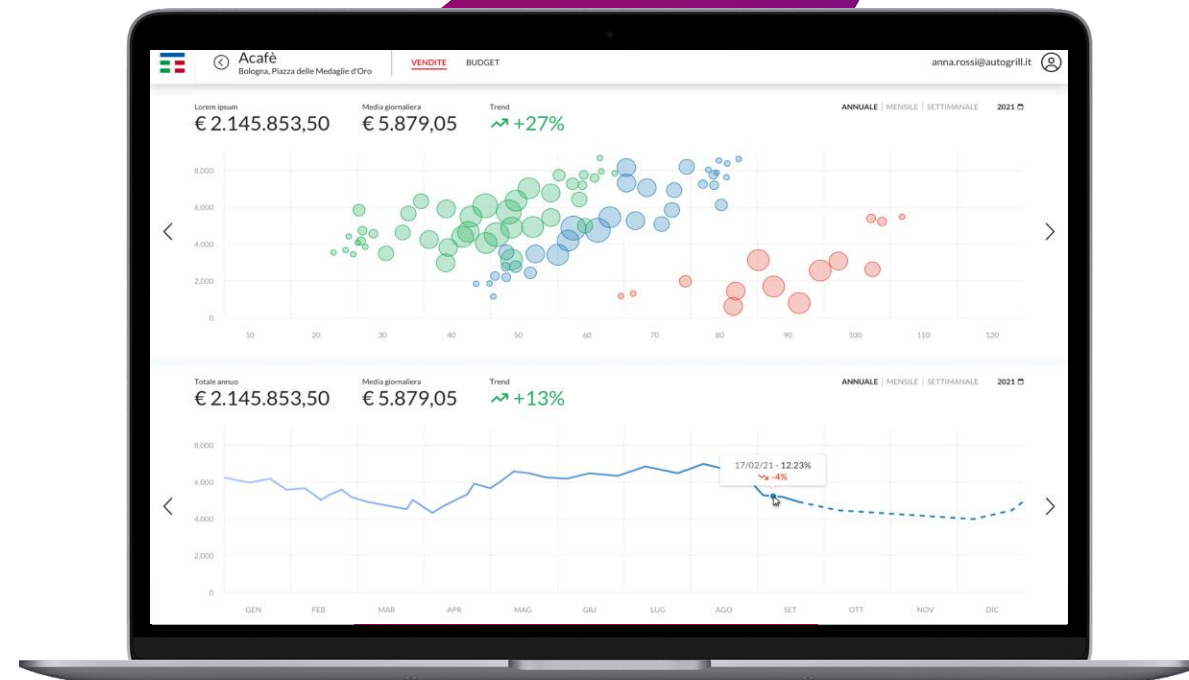 Acafè
Bologna, Piazza delle Medaglie d'Oro
VENDITE BUDGET
anna.rossi@autogrill.it
Lorem ipsum Media giornaliera Trend ANNUALE | MENSILE | SETTIMANALE 2021
€ 2.145.853,50 € 5.879,05 +27%
8.000
6.000
4.000
2.000
0
10 20 30 40 50 60 70 80 90 100 110 120
Totale annuo Media giornaliera Trend ANNUALE | MENSILE | SETTIMANALE 2021
€ 2.145.853,50 € 5.879,05 +13%
8.000
17/02/21 - 12.23%
-4%
6.000
4.000
2.000
0
GEN FEB MAR APR MAG GIU LUG AGO SET OTT NOV DIC